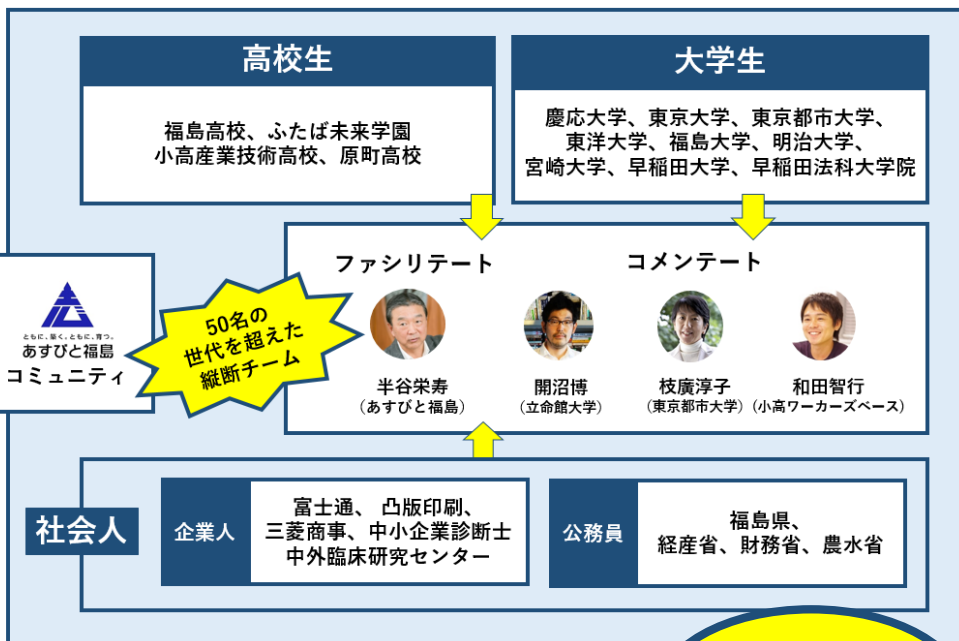 高校生
福島高校、ふたば未来学園
小高産業技術高校、原町高校
大学生
慶応大学、東京大学、東京都市大学、
東洋大学、福島大学、明治大学、
宮崎大学、早稲田大学、早稲田法科大学院
ともに、築く。ともに、育つ。
あすびと福島
コミュニティ
50名の
世代を超えた
縦断チーム
ファシリテート
コメンテート
半谷栄寿
（あすびと福島）
開沼博
（立命館大学）
枝廣淳子
（東京都市大学）
和田智行
（小高ワーカーズベース）
社会人
企業人
富士通、 凸版印刷、
三菱商事、中小企業診断士
中外臨床研究センター
公務員
福島県、
経産省、財務省、農水省